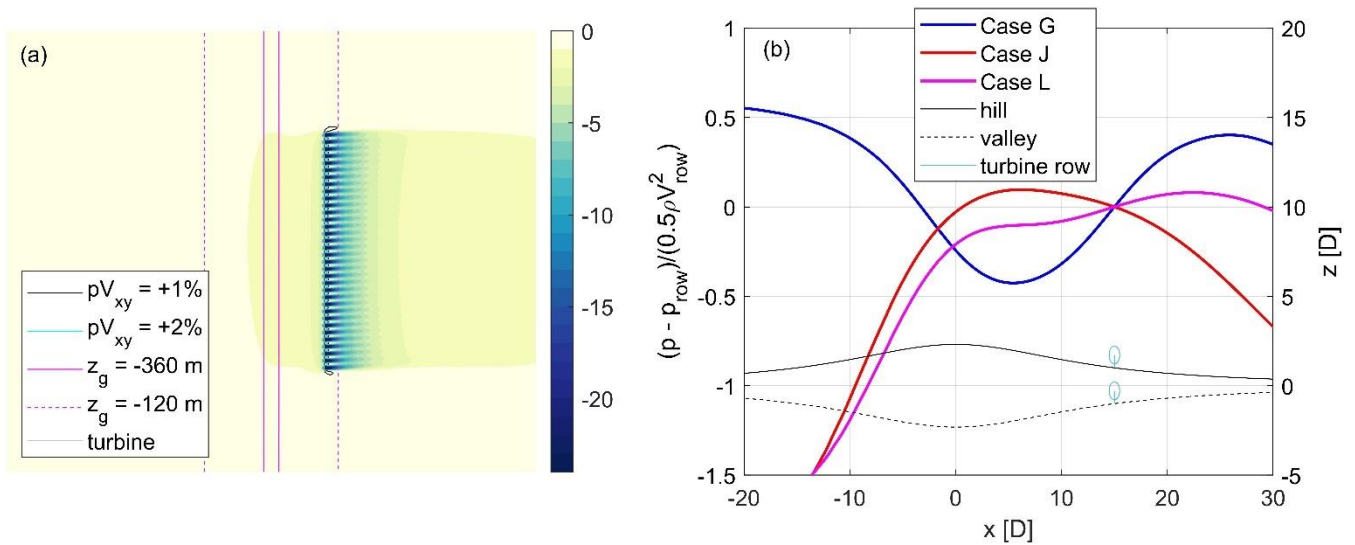 (a)
pV_xy = +1%
pV_xy = +2%
z_g = -360 m
z_g = -120 m
turbine
0
-5
-10
-15
-20
(b)
Case G
Case J
Case L
hill
valley
turbine row
(p - p_row)/(0.5ρV²_row)
1
0.5
0
-0.5
-1
-1.5
-20
-10
0
10
20
30
x [D]
20
15
10
5
0
-5
z [D]